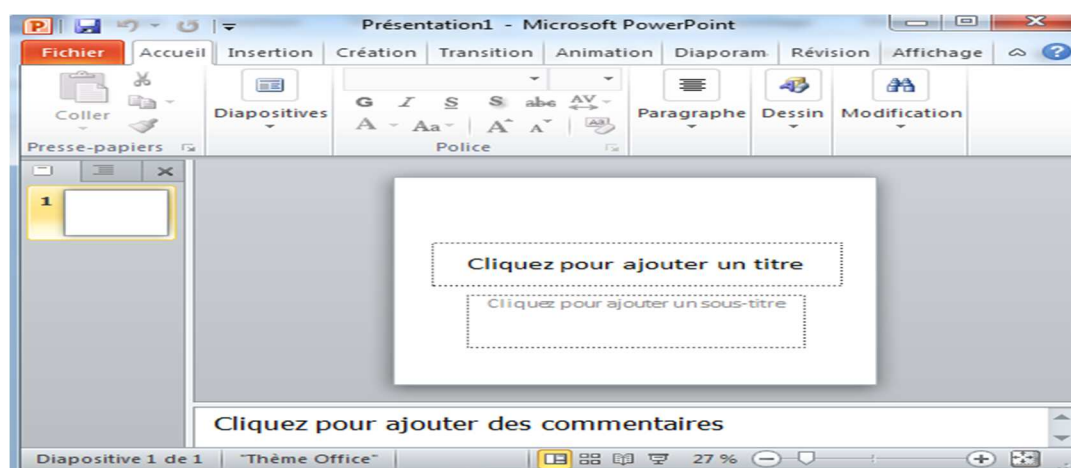 Présentation1 - Microsoft PowerPoint
Fichier Accueil Insertion Création Transition Animation Diaporam Révision Affichage
Coller Diapositives G I S S abc AV Paragraphe Dessin Modification
A Aa A A
Presse-papiers Police
1
Cliquez pour ajouter un titre
Cliquez pour ajouter un sous-titre
Cliquez pour ajouter des commentaires
Diapositive 1 de 1 "Thème Office" 27 %